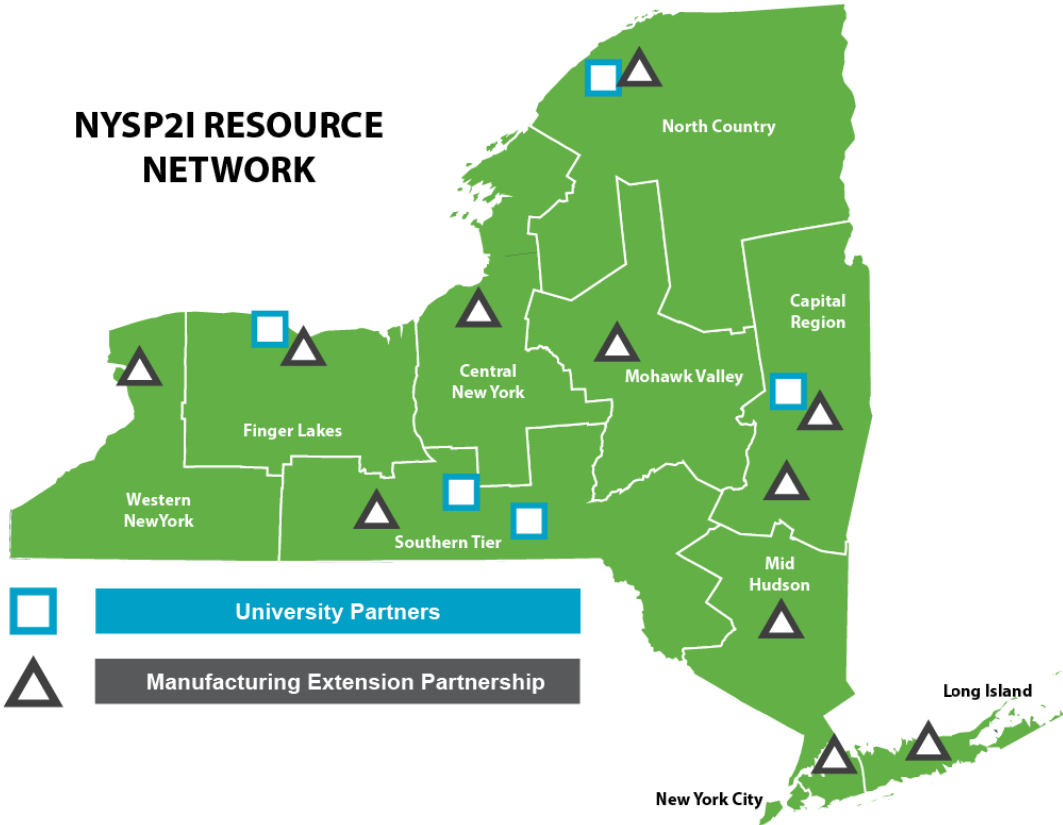 NYSP2I RESOURCE
NETWORK
North Country
Capital
Region
Central
New York
Mohawk Valley
Finger Lakes
Western
NewYork
Southern Tier
Mid
Hudson
University Partners
Manufacturing Extension Partnership
Long Island
New York City